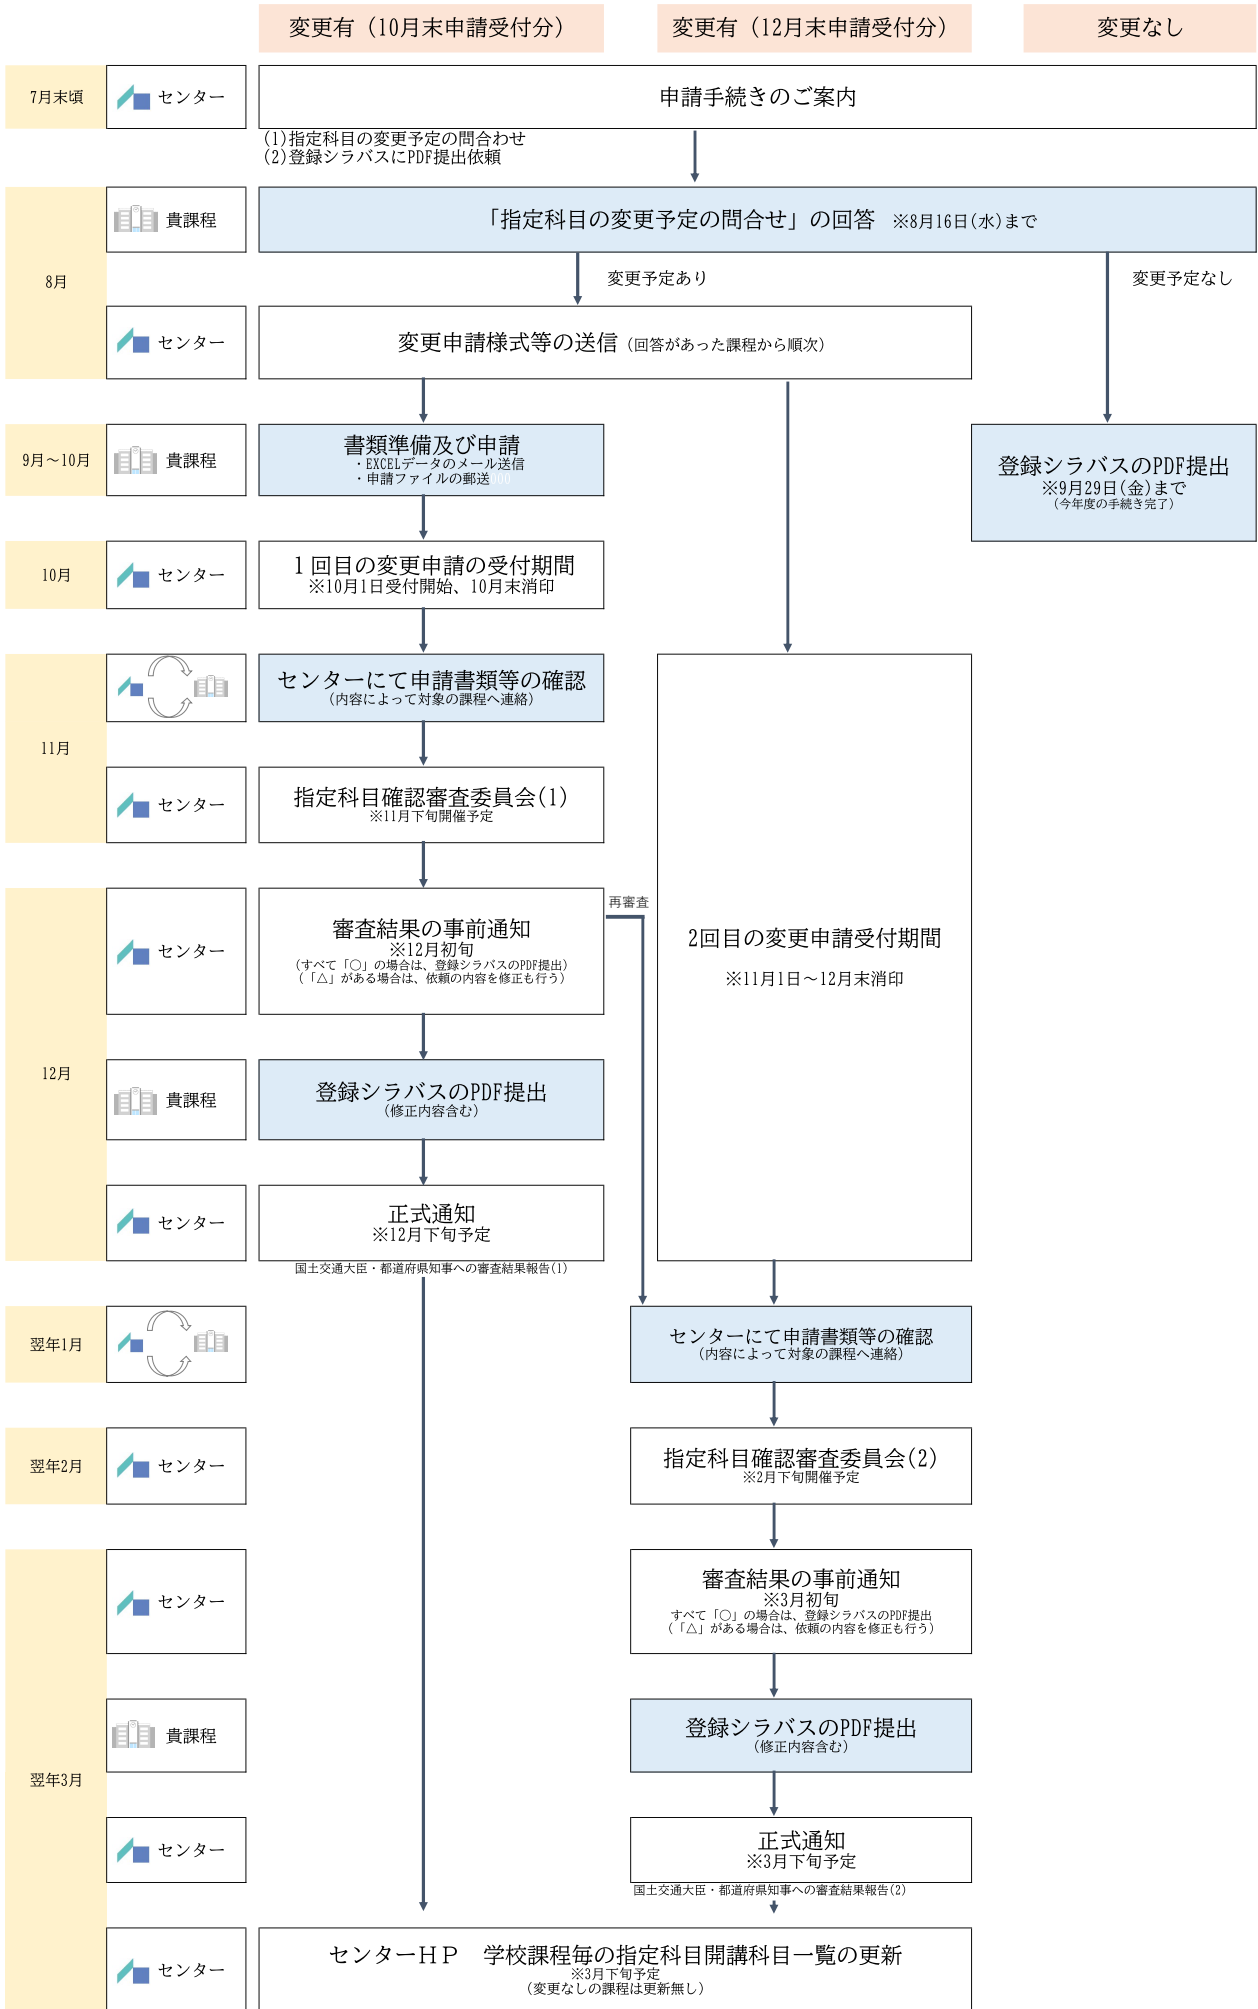 変更有（10月末申請受付分）
変更有（12月末申請受付分）
変更なし
7月末頃
センター
申請手続きのご案内
(1)指定科目の変更予定の問合わせ
(2)登録シラバスにPDF提出依頼
8月
貴課程
「指定科目の変更予定の問合せ」の回答　※8月16日(水)まで
変更予定あり
変更予定なし
センター
変更申請様式等の送信（回答があった課程から順次）
9月～10月
貴課程
書類準備及び申請
・EXCELデータのメール送信
・申請ファイルの郵送000
登録シラバスのPDF提出
※9月29日(金)まで
（今年度の手続き完了）
10月
センター
１回目の変更申請の受付期間
※10月1日受付開始、10月末消印
11月
センターにて申請書類等の確認
（内容によって対象の課程へ連絡）
センター
指定科目確認審査委員会(1)
※11月下旬開催予定
2回目の変更申請受付期間
※11月1日～12月末消印
12月
センター
審査結果の事前通知
※12月初旬
（すべて「○」の場合は、登録シラバスのPDF提出）
（「△」がある場合は、依頼の内容を修正も行う）
再審査
貴課程
登録シラバスのPDF提出
（修正内容含む）
センター
正式通知
※12月下旬予定
国土交通大臣・都道府県知事への審査結果報告(1)
翌年1月
センターにて申請書類等の確認
（内容によって対象の課程へ連絡）
翌年2月
センター
指定科目確認審査委員会(2)
※2月下旬開催予定
翌年3月
センター
審査結果の事前通知
※3月初旬
すべて「○」の場合は、登録シラバスのPDF提出
（「△」がある場合は、依頼の内容を修正も行う）
貴課程
登録シラバスのPDF提出
（修正内容含む）
センター
正式通知
※3月下旬予定
国土交通大臣・都道府県知事への審査結果報告(2)
センター
センターＨＰ　学校課程毎の指定科目開講科目一覧の更新
※3月下旬予定
（変更なしの課程は更新無し）